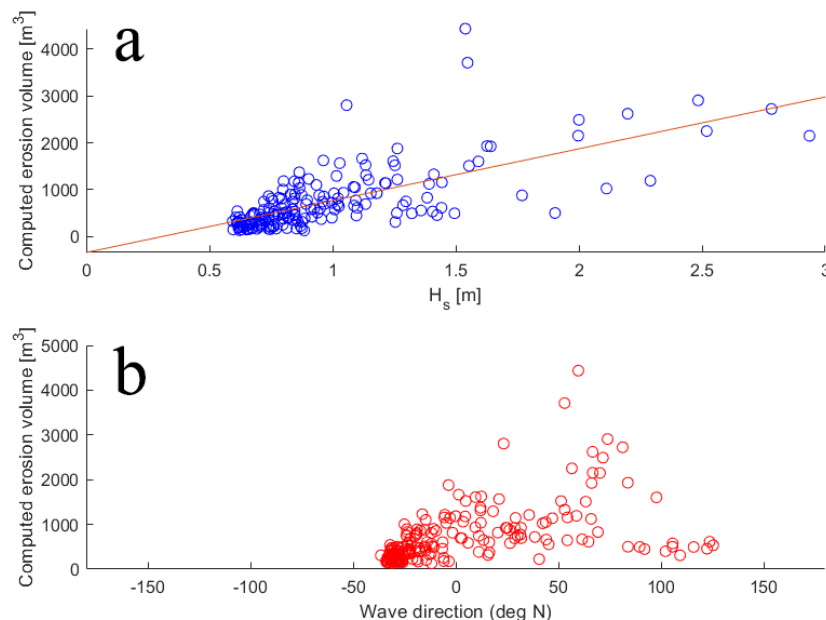 a
Computed erosion volume [m³]
4000
3000
2000
1000
0
0 0.5 1 1.5 2 2.5 3
Hₛ [m]
b
Computed erosion volume [m³]
5000
4000
3000
2000
1000
0
-150 -100 -50 0 50 100 150
Wave direction (deg N)